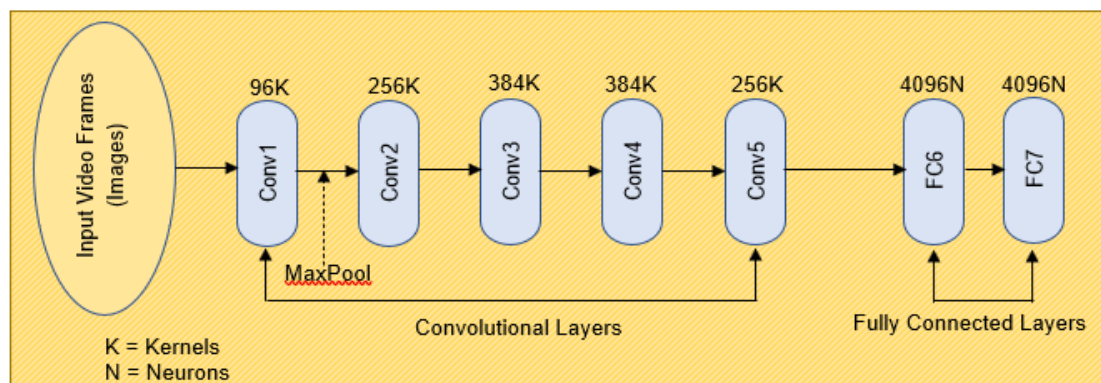 Input Video Frames
(Images)
96K
256K
384K
384K
256K
4096N
4096N
Conv1
Conv2
Conv3
Conv4
Conv5
FC6
FC7
MaxPool
Convolutional Layers
Fully Connected Layers
K = Kernels
N = Neurons